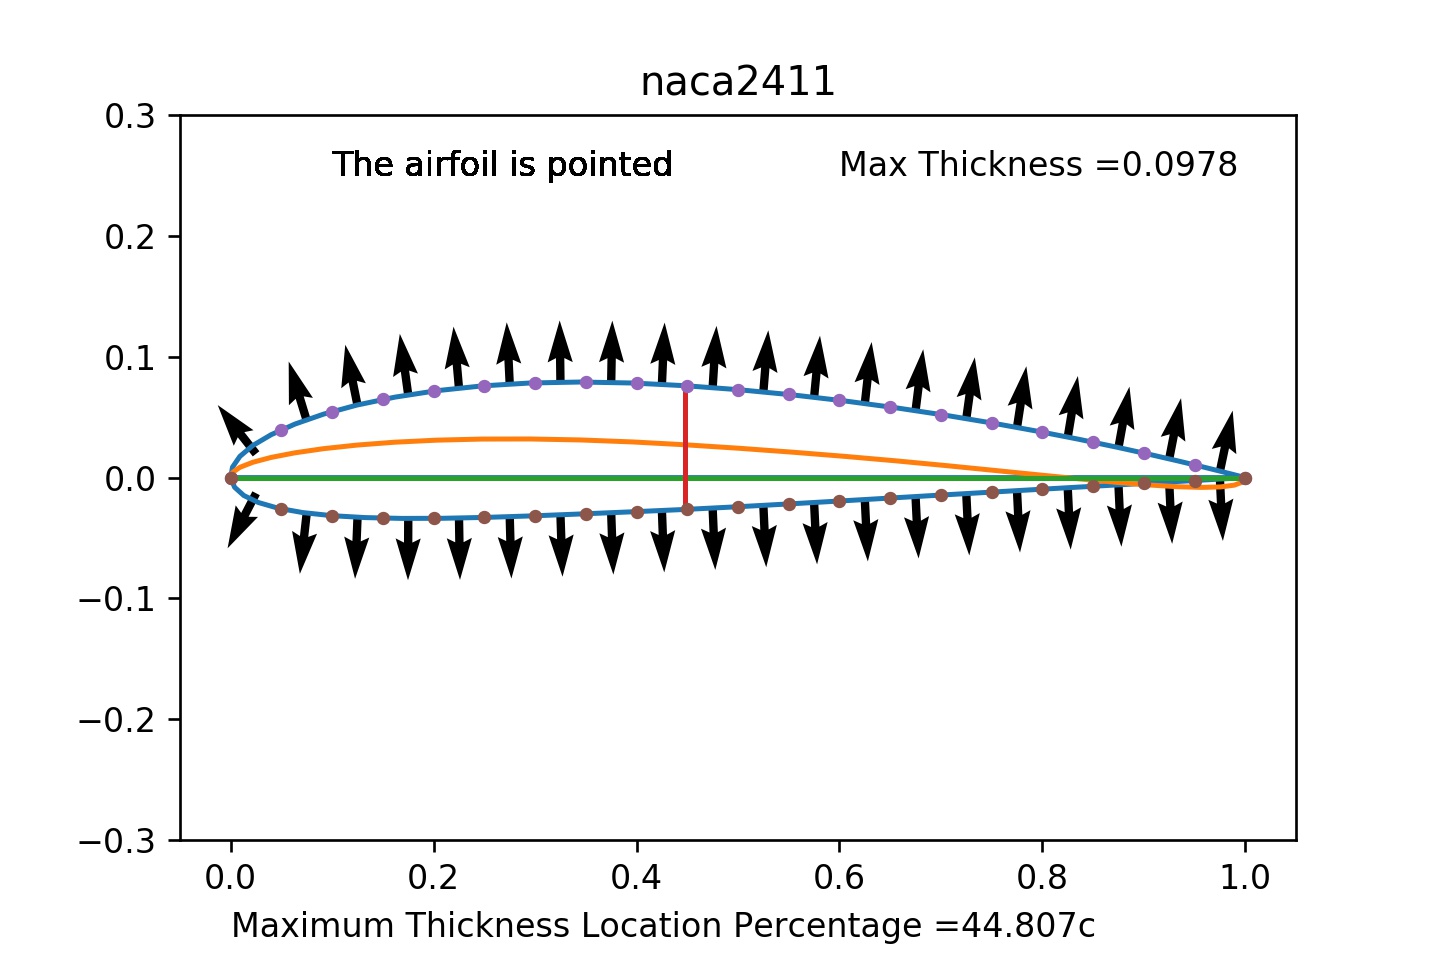 naca2411
0.3
The airfoil is pointed
Max Thickness =0.0978
0.2
0.1
0.0
−0.1
−0.2
−0.3
0.0 0.2 0.4 0.6 0.8 1.0
Maximum Thickness Location Percentage =44.807c